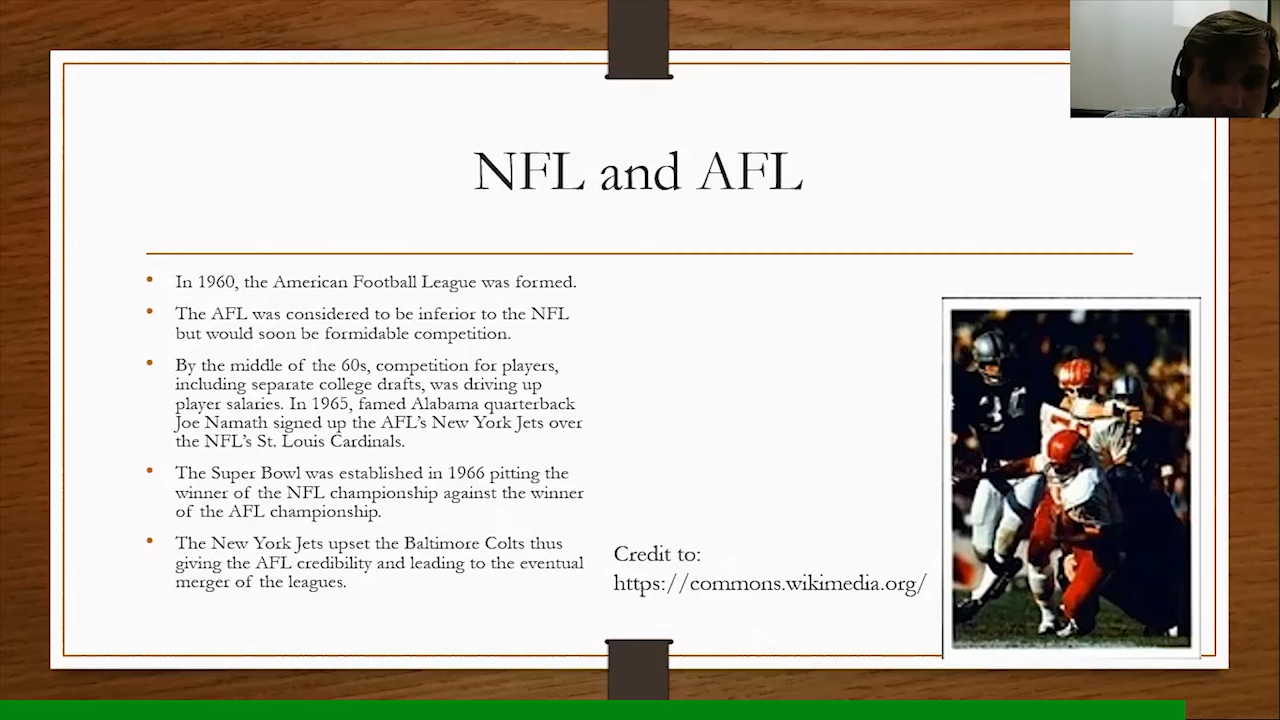 NFL and AFL
In 1960, the American Football League was formed.
The AFL was considered to be inferior to the NFL
but would soon be formidable competition.
By the middle of the 60s, competition for players,
including separate college drafts, was driving up
player salaries. In 1965, famed Alabama quarterback
Joe Namath signed up the AFL's New York Jets over
the NFL's St. Louis Cardinals.
The Super Bowl was established in 1966 pitting the
winner of the NFL championship against the winner
of the AFL championship.
The New York Jets upset the Baltimore Colts thus
giving the AFL credibility and leading to the eventual
merger of the leagues.
Credit to:
https://commons.wikimedia.org/